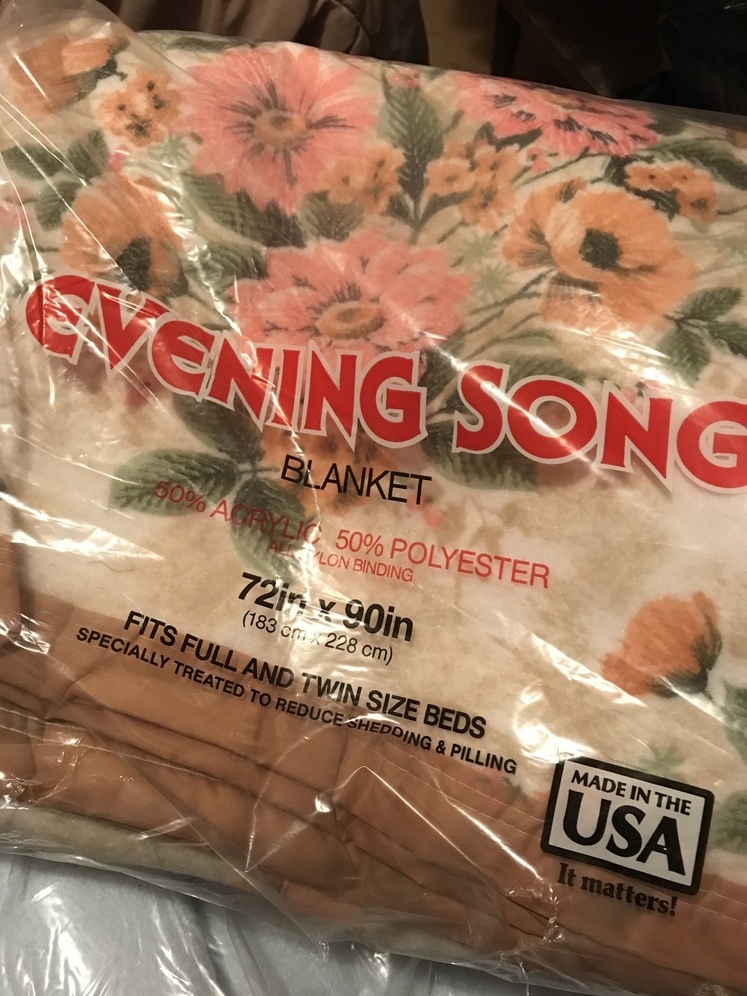 EVENING SONG
BLANKET
50% ACRYLIC 50% POLYESTER
ALL NYLON BINDING
72in x 90in
(183 cm x 228 cm)
FITS FULL AND TWIN SIZE BEDS
SPECIALLY TREATED TO REDUCE SHEDDING & PILLING
MADE IN THE
USA
It matters!